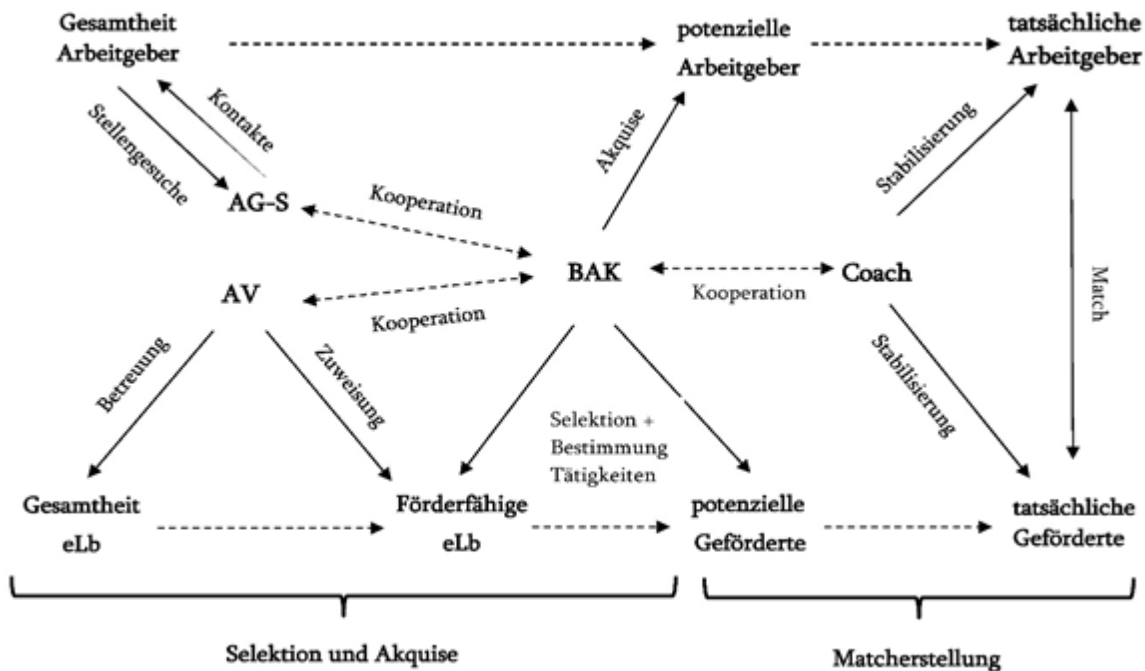 Gesamtheit
Arbeitgeber
potenzielle
Arbeitgeber
tatsächliche
Arbeitgeber
Kontakte
Stellengesuche
Akquise
Stabilisierung
AG-S
Kooperation
AV
Kooperation
BAK
Kooperation
Coach
Match
Betreuung
Zuweisung
Stabilisierung
Selektion +
Bestimmung
Tätigkeiten
Gesamtheit
eLb
Förderfähige
eLb
potenzielle
Geförderte
tatsächliche
Geförderte
Selektion und Akquise
Matcherstellung